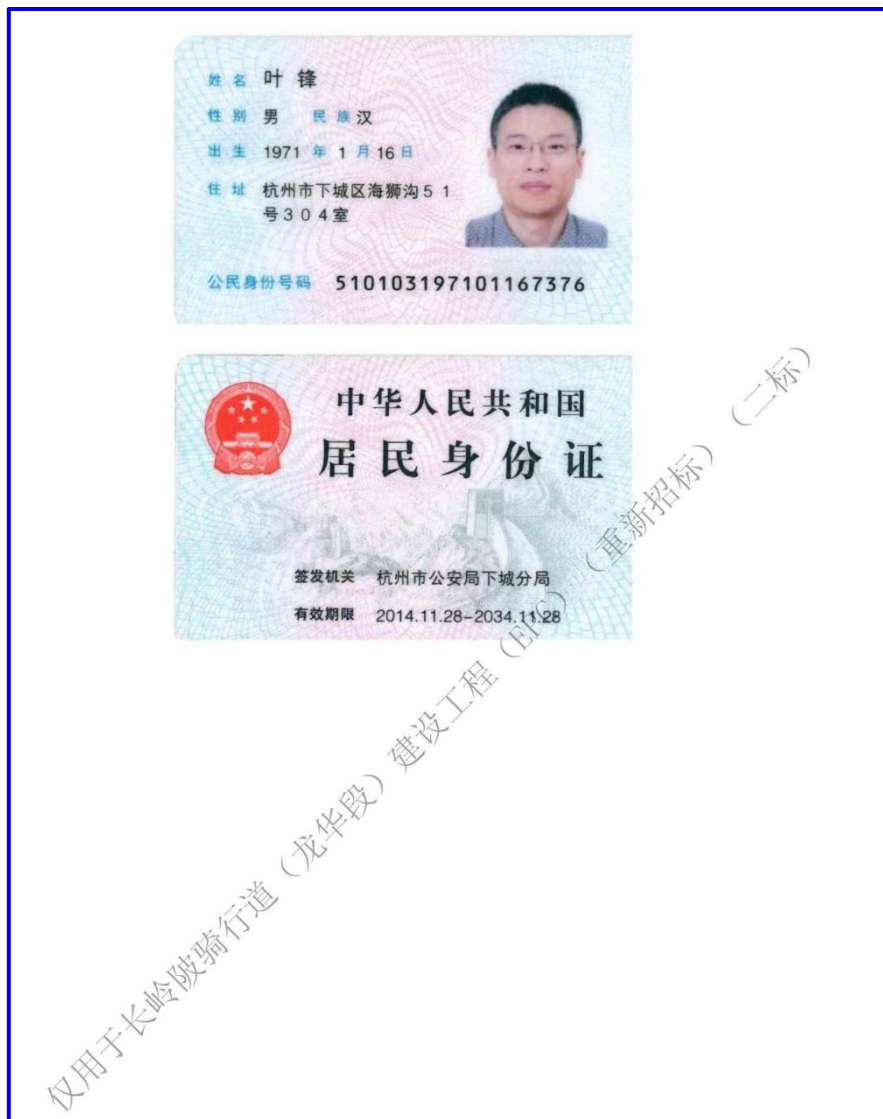 姓名 叶锋
性别 男 民族 汉
出生 1971 年 1 月 16 日
住址 杭州市下城区海狮沟51
号304室
公民身份号码 510103197101167376
中华人民共和国
居民身份证
签发机关 杭州市公安局下城分局
有效期限 2014.11.28-2034.11.28
仅用于长岭陂骑行道（龙华段）建设工程（EPC）（重新招标）（二标）